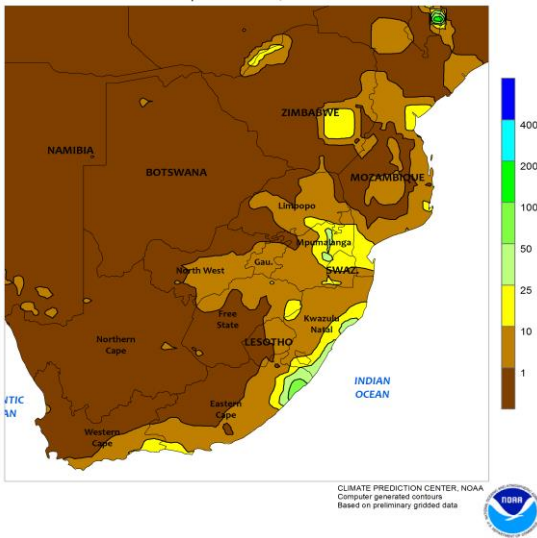 ZIMBABWE
NAMIBIA
BOTSWANA
MOZAMBIQUE
Limpopo
Mpumalanga
Gau.
North West
SWAZ.
Free
State
Kwazulu
Natal
Northern
Cape
LESOTHO
INDIAN
OCEAN
NTIC
AN
Eastern
Cape
Western
Cape
400
200
100
50
25
10
1
CLIMATE PREDICTION CENTER, NOAA
Computer generated contours
Based on preliminary gridded data
NOAA